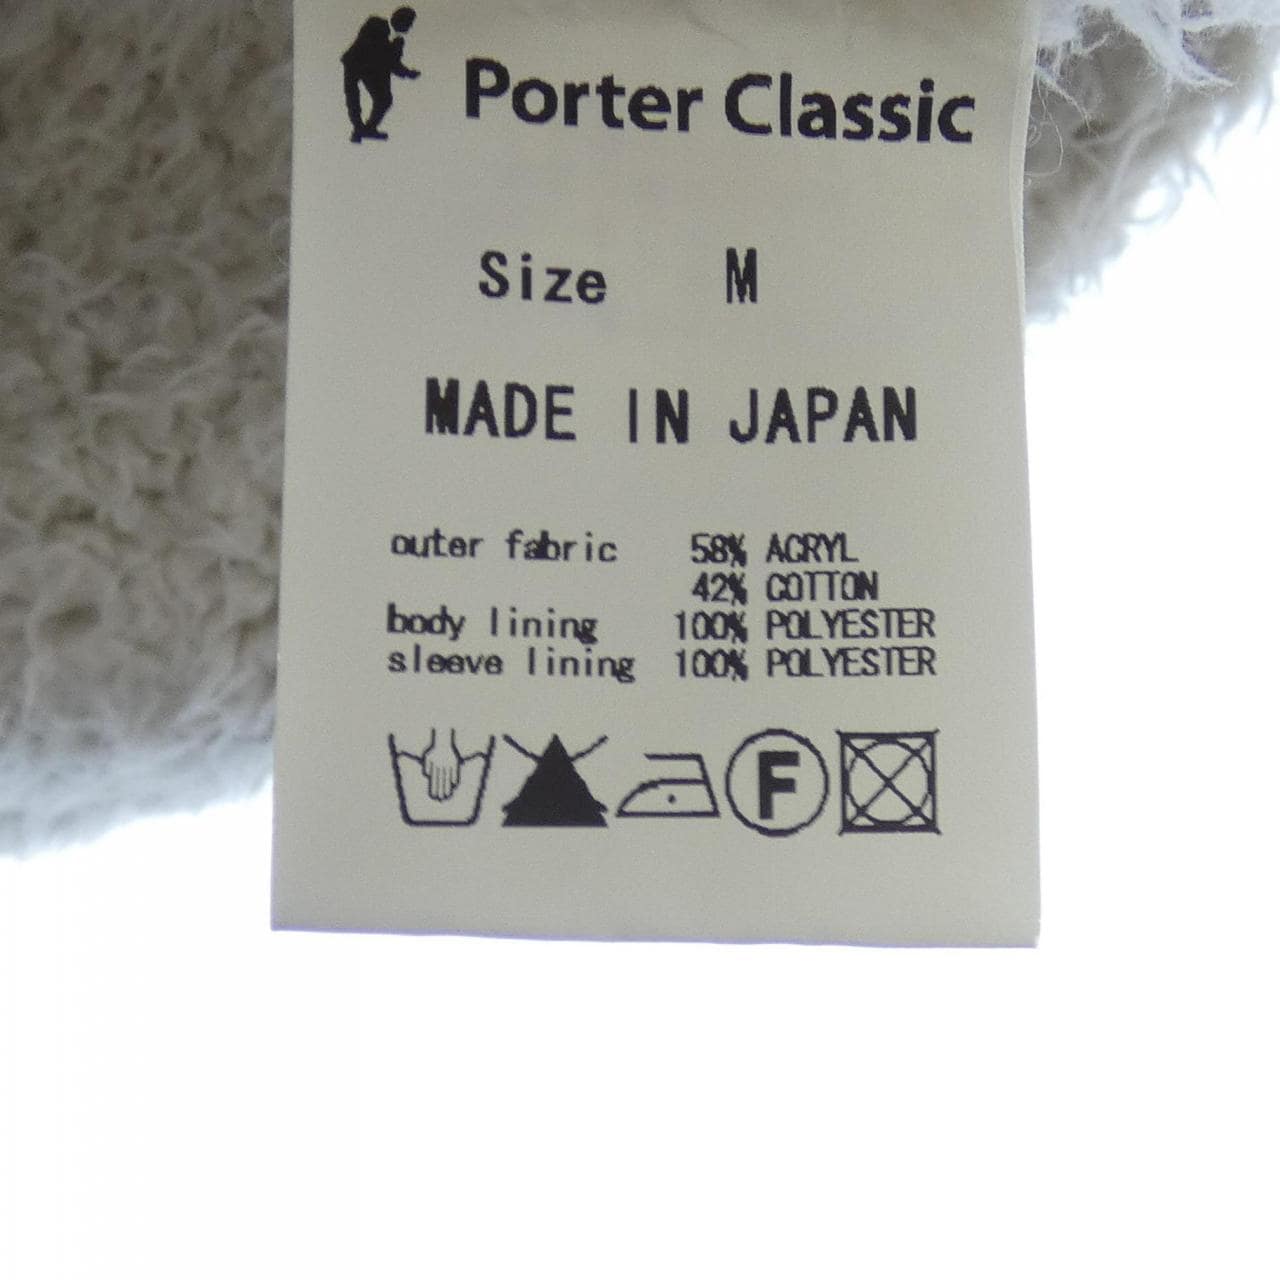 Porter Classic
Size M
MADE IN JAPAN
outer fabric 58% ACRYL
42% COTTON
body lining 100% POLYESTER
sleeve lining 100% POLYESTER
F